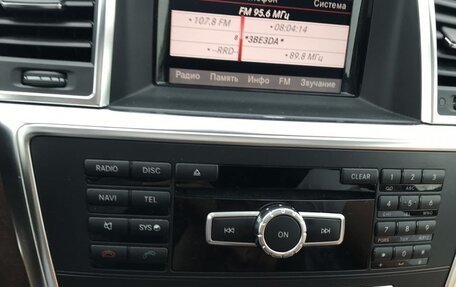 Система
FM 95.6 МГц
•107,8 FM •08:04:14
8 *ЗВЕЗДА*
•--RRD- •89,8 МГц
Радио Память Инфо FM Звучание
RADIO DISC CLEAR 1 2 3
NAVI TEL 4 5 6
SYS ON 7 8 9
* 0 #